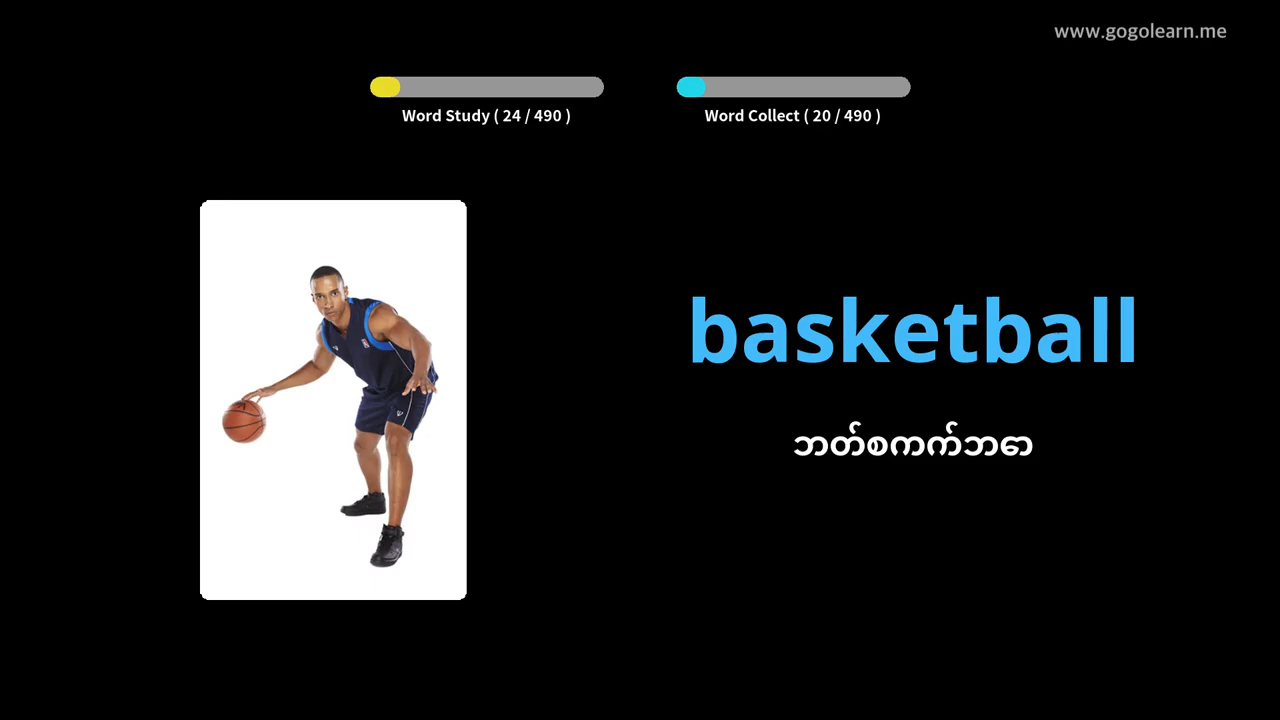 www.gogolearn.me
Word Study ( 24 / 490 )
Word Collect ( 20 / 490 )
basketball
ဘတ်စကက်ဘော